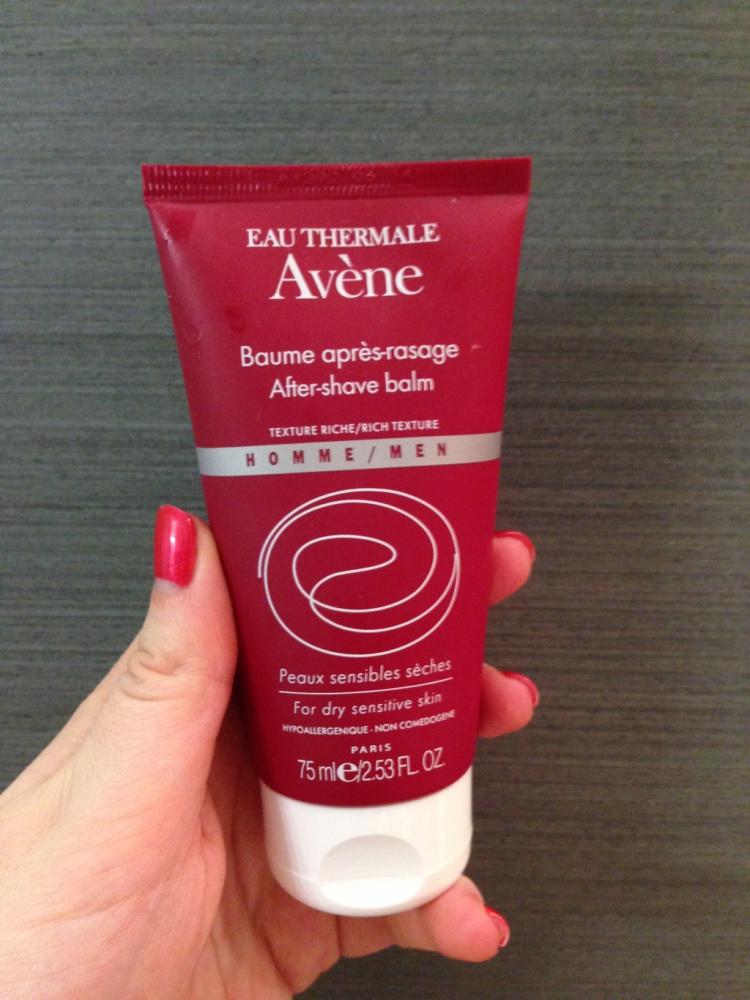 EAU THERMALE
Avène
Baume après-rasage
After-shave balm
TEXTURE RICHE/RICH TEXTURE
HOMME/MEN
Peaux sensibles sèches
For dry sensitive skin
HYPOALLERGENIQUE - NON COMEDOGENE
PARIS
75 ml e/2.53 FL. OZ.